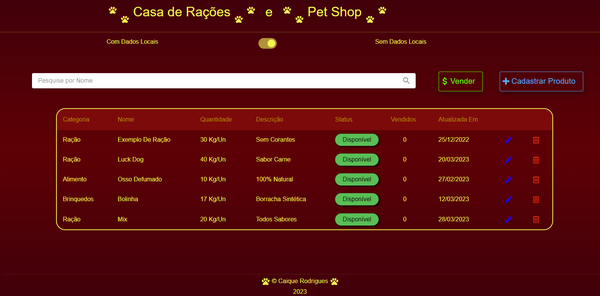 Casa de Rações e Pet Shop
Com Dados Locais Sem Dados Locais
Pesquise por Nome $ Vender + Cadastrar Produto
Categoria Nome Quantidade Descrição Status Vendidos Atualizada Em
Ração Exemplo De Ração 30 Kg/Un Sem Corantes Disponível 0 25/12/2022
Ração Luck Dog 40 Kg/Un Sabor Carne Disponível 0 20/03/2023
Alimento Osso Defumado 10 Kg/Un 100% Natural Disponível 0 27/02/2023
Brinquedos Bolinha 17 Kg/Un Borracha Sintética Disponível 0 12/03/2023
Ração Mix 20 Kg/Un Todos Sabores Disponível 0 28/03/2023
© Caique Rodrigues
2023